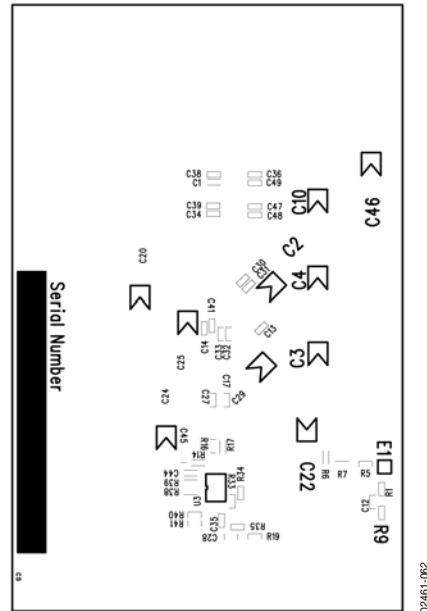 C38
C1
C36
C49
C39
C34
C47
C48
C10
C46
C2
C20
C30
C31
C4
C41
C14
C33
C32
C13
C25
C3
C17
C24
C27
C29
Serial Number
C45
R16
R17
R14
C44
R39
R38
U3
R33
R34
C22
R6
R7
R5
E1
R1
C12
R9
R40
R41
C35
R35
C28
R19
02461-062